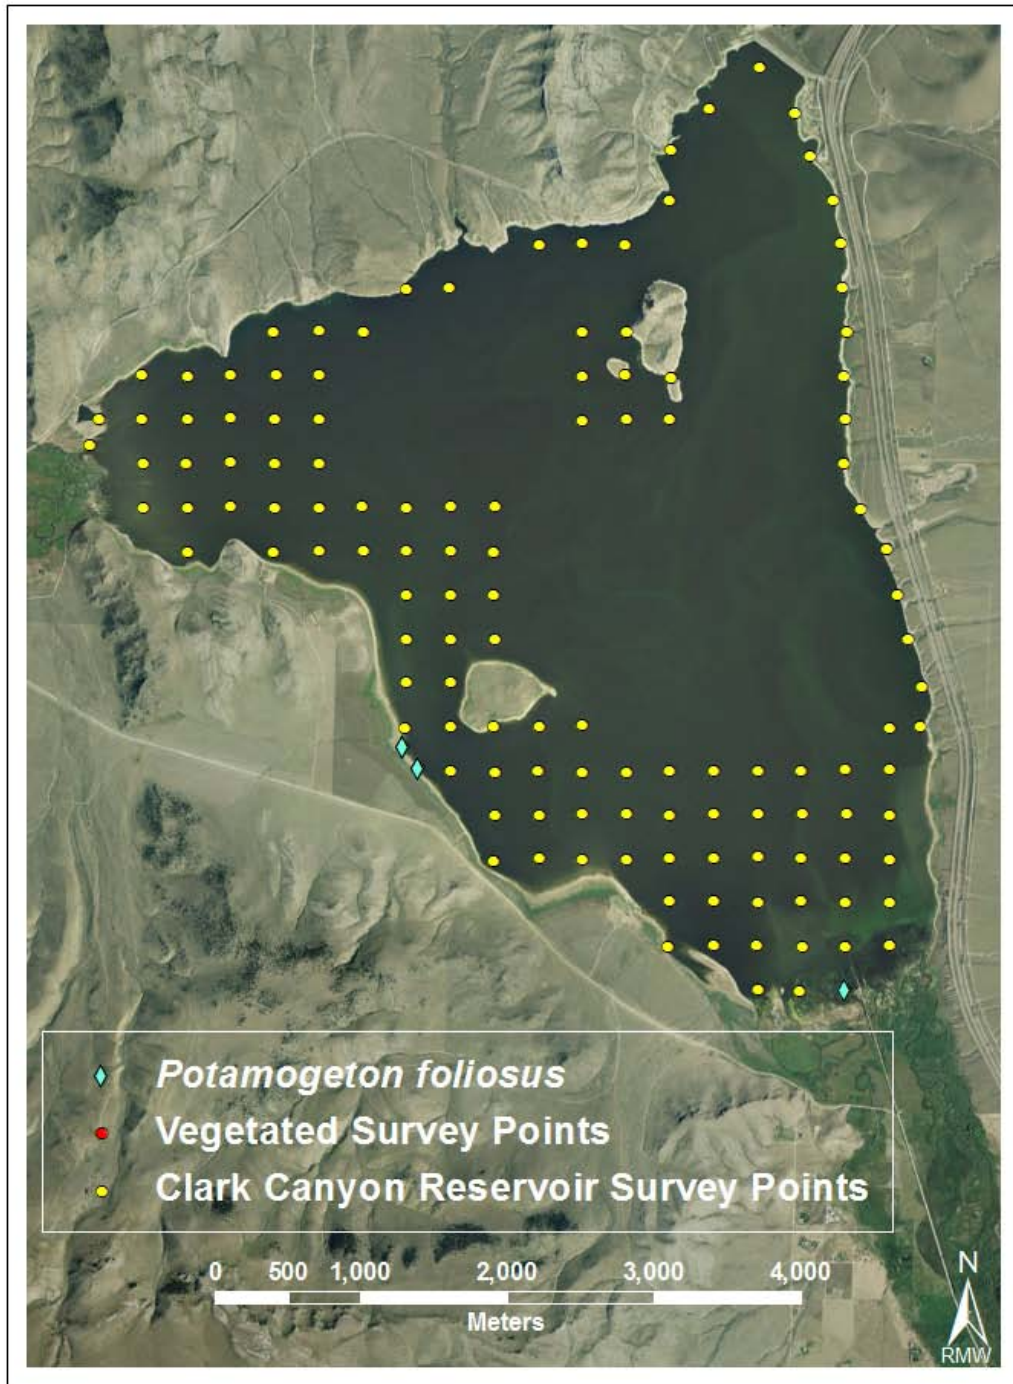 Potamogeton foliosus
Vegetated Survey Points
Clark Canyon Reservoir Survey Points
0 500 1,000 2,000 3,000 4,000
Meters
N
RMW